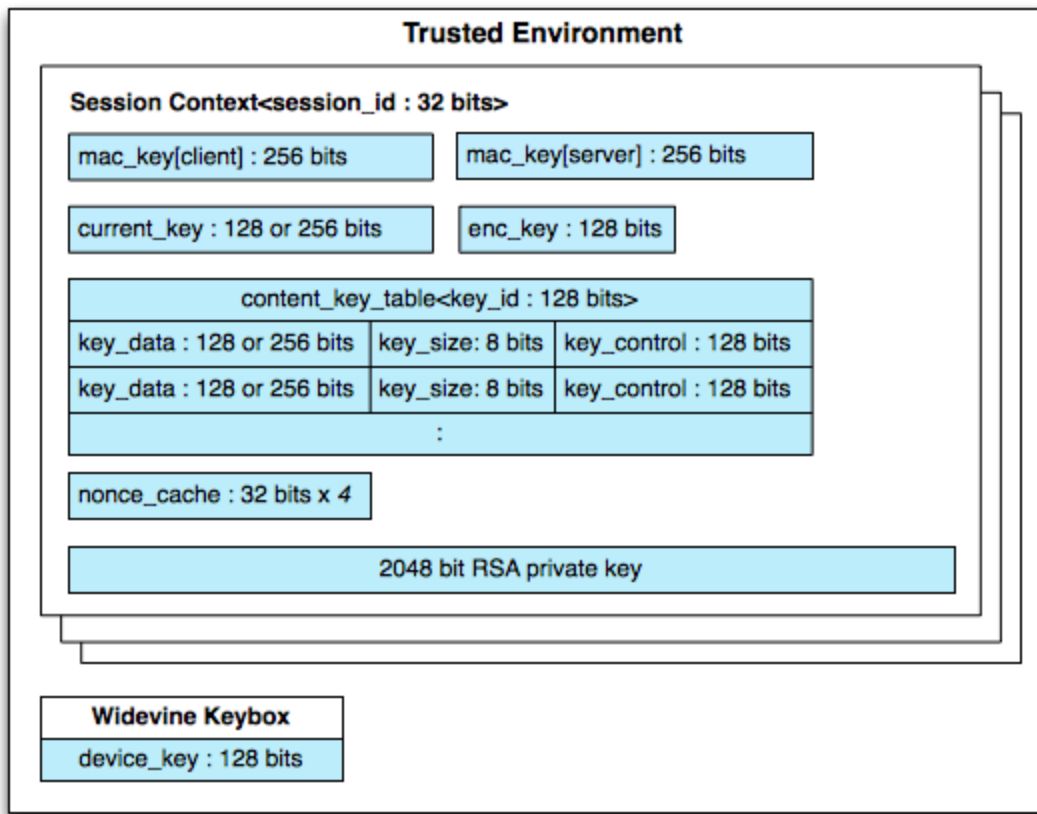 Trusted Environment
Session Context<session_id : 32 bits>
mac_key[client] : 256 bits
mac_key[server] : 256 bits
current_key : 128 or 256 bits
enc_key : 128 bits
content_key_table<key_id : 128 bits>
key_data : 128 or 256 bits
key_size: 8 bits
key_control : 128 bits
key_data : 128 or 256 bits
key_size: 8 bits
key_control : 128 bits
:
nonce_cache : 32 bits x 4
2048 bit RSA private key
Widevine Keybox
device_key : 128 bits